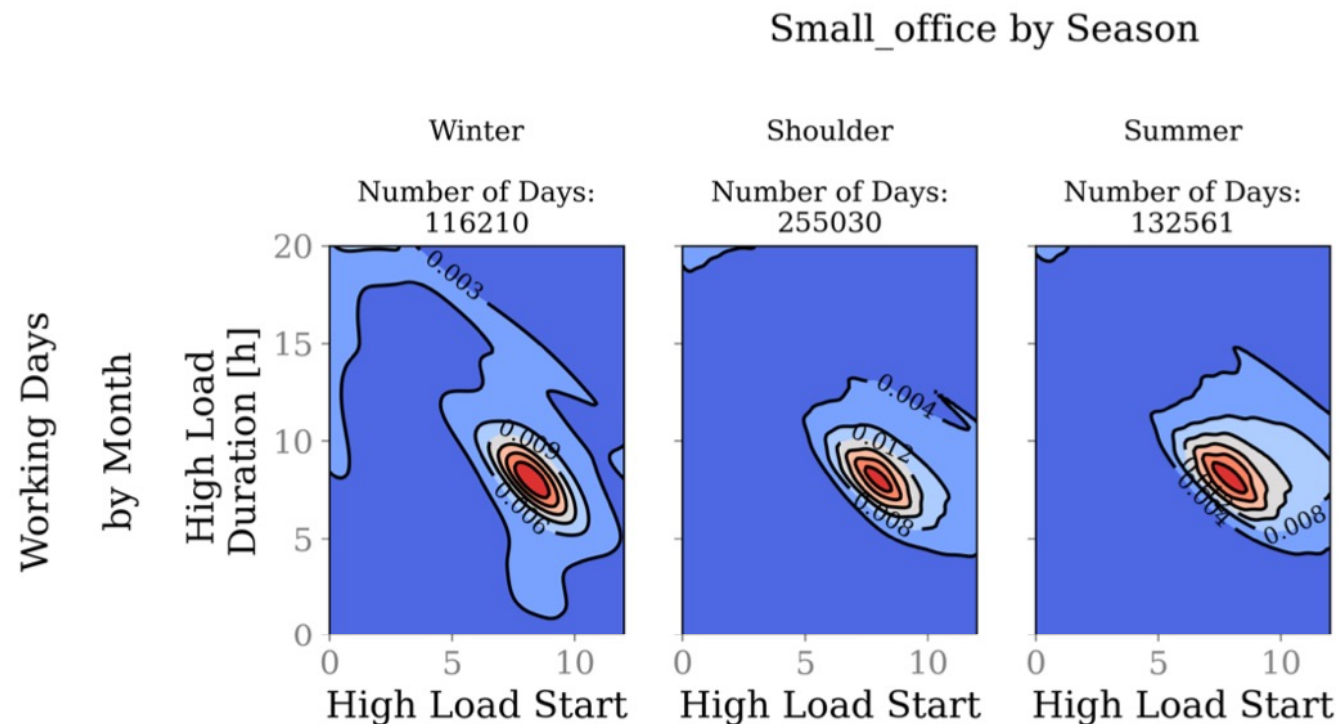 Small_office by Season
Winter
Number of Days:
116210
Shoulder
Number of Days:
255030
Summer
Number of Days:
132561
Working Days
by Month
High Load
Duration [h]
20
15
10
5
0
0.003
0.009
0.006
0.004
0.012
0.008
0.004
0.008
0 5 10
0 5 10
0 5 10
High Load Start
High Load Start
High Load Start